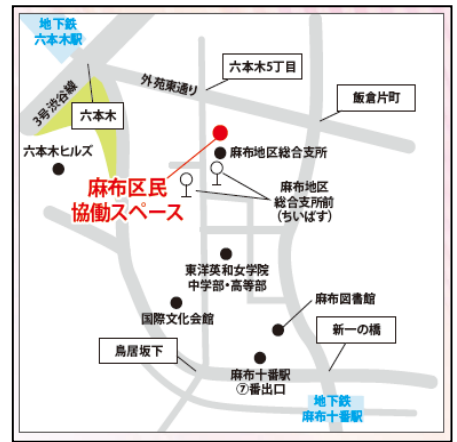 地下鉄
六本木駅
3号渋谷線
外苑東通り
六本木5丁目
飯倉片町
六本木
六本木ヒルズ
麻布地区総合支所
麻布区民
協働スペース
麻布地区
総合支所前
(ちいばす)
東洋英和女学院
中学部・高等部
国際文化会館
麻布図書館
新一の橋
鳥居坂下
麻布十番駅
⑦番出口
地下鉄
麻布十番駅